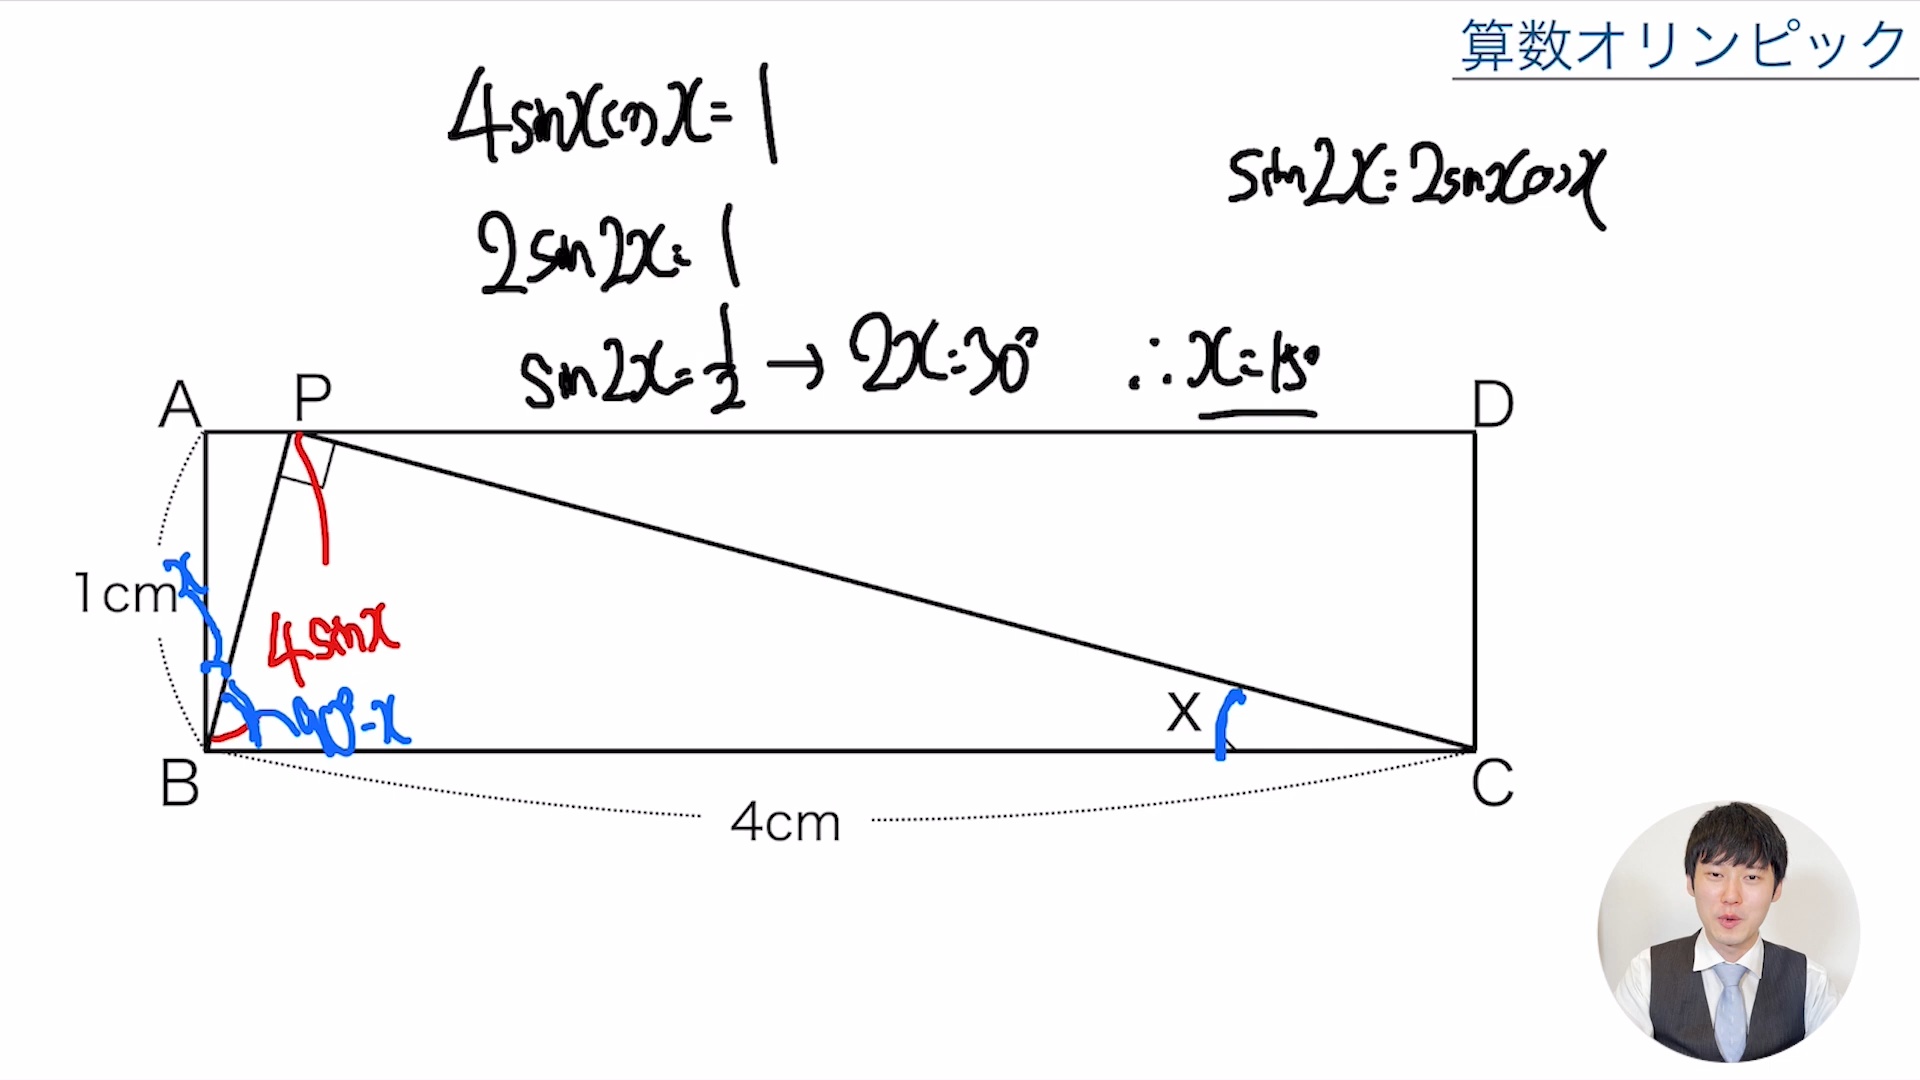 算数オリンピック
4sinxcosx=1
sin2x=2sinxcosx
2sin2x=1
sin2x=1/2→2x=30° ∴x=15°
A P D
1cm x
4sinx
90°-x x
B C
4cm